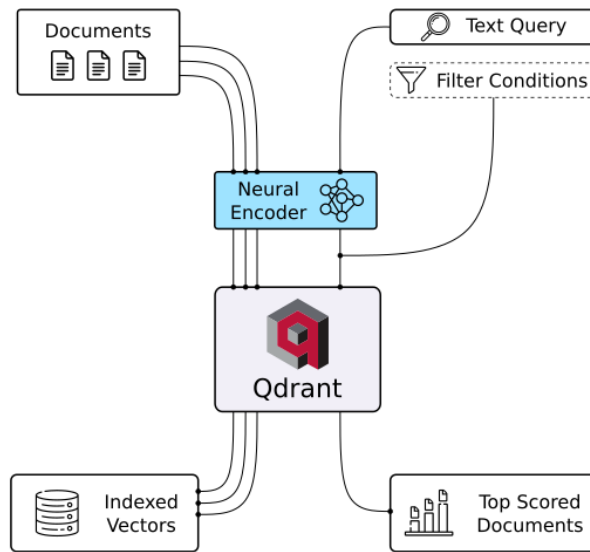 Documents
Text Query
Filter Conditions
Neural
Encoder
Qdrant
Indexed
Vectors
Top Scored
Documents